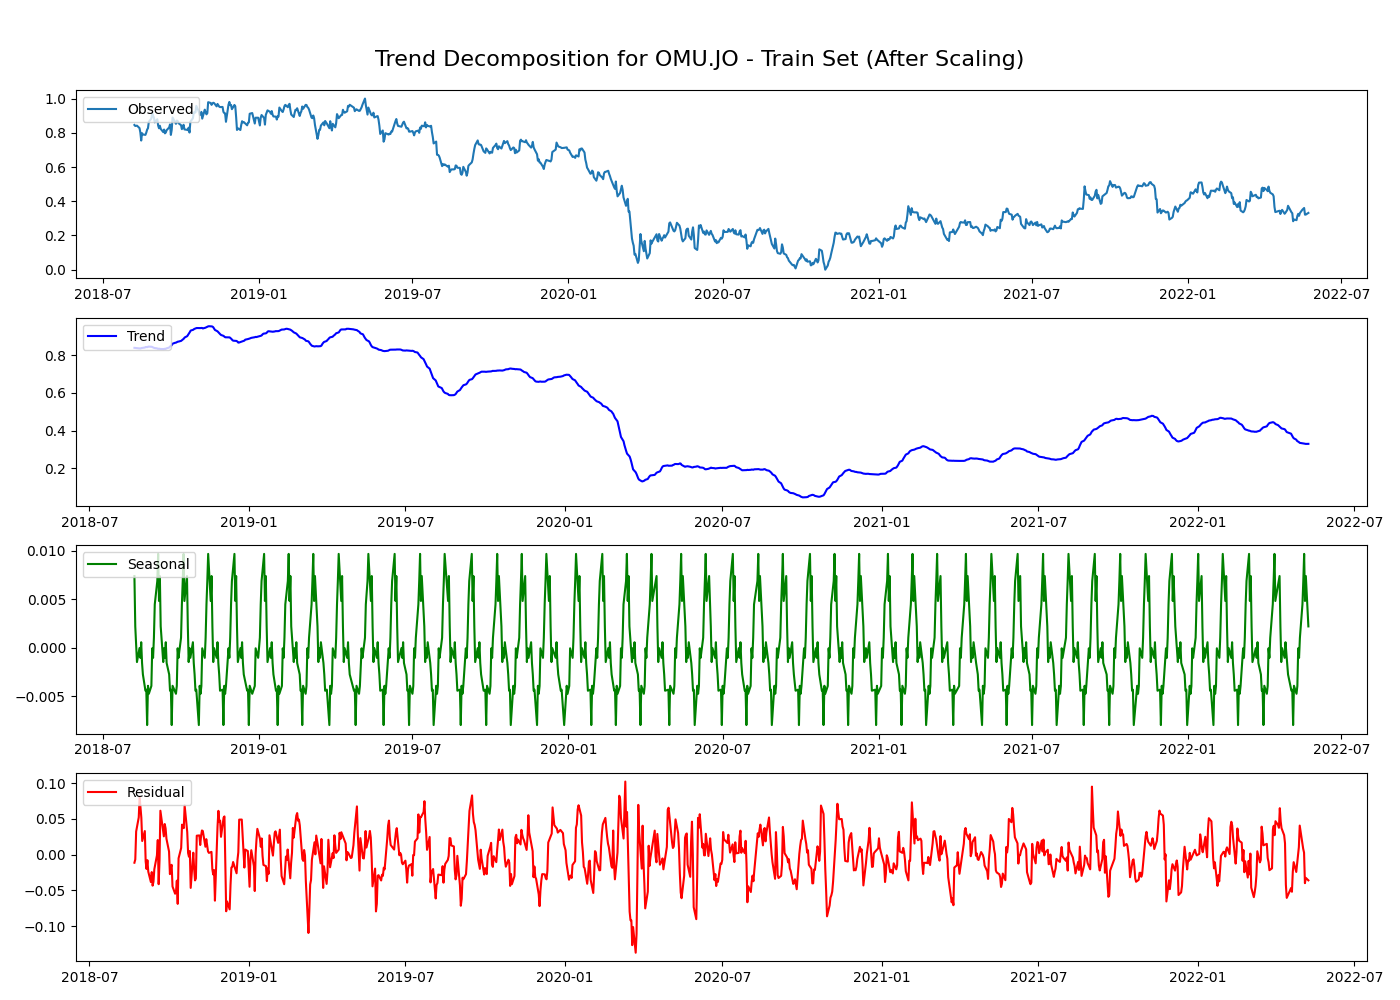 Trend Decomposition for OMU.JO - Train Set (After Scaling)
Observed
1.0
0.8
0.6
0.4
0.2
0.0
2018-07 2019-01 2019-07 2020-01 2020-07 2021-01 2021-07 2022-01 2022-07
Trend
0.8
0.6
0.4
0.2
2018-07 2019-01 2019-07 2020-01 2020-07 2021-01 2021-07 2022-01 2022-07
Seasonal
0.010
0.005
0.000
−0.005
2018-07 2019-01 2019-07 2020-01 2020-07 2021-01 2021-07 2022-01 2022-07
Residual
0.10
0.05
0.00
−0.05
−0.10
2018-07 2019-01 2019-07 2020-01 2020-07 2021-01 2021-07 2022-01 2022-07